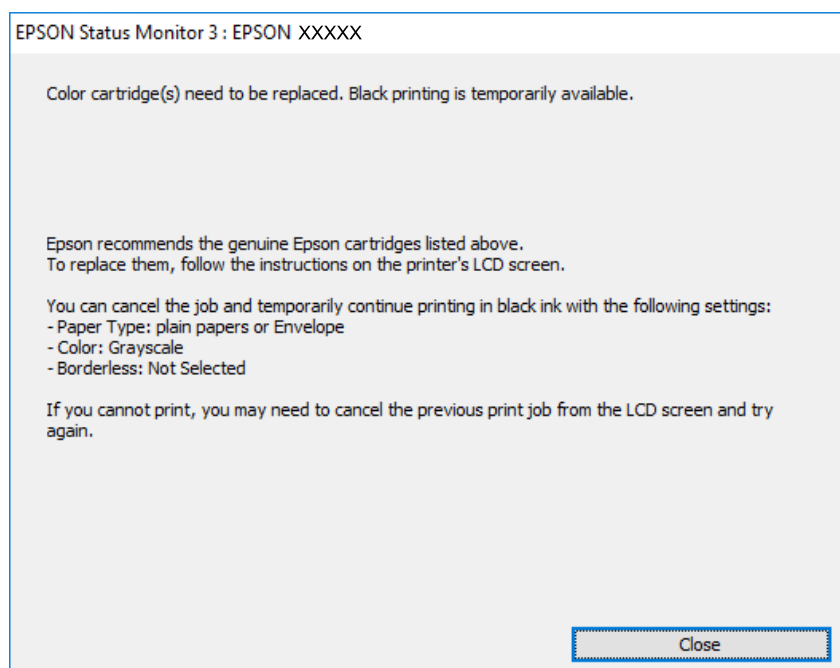 EPSON Status Monitor 3 : EPSON XXXXX
Color cartridge(s) need to be replaced. Black printing is temporarily available.
Epson recommends the genuine Epson cartridges listed above.
To replace them, follow the instructions on the printer's LCD screen.
You can cancel the job and temporarily continue printing in black ink with the following settings:
- Paper Type: plain papers or Envelope
- Color: Grayscale
- Borderless: Not Selected
If you cannot print, you may need to cancel the previous print job from the LCD screen and try
again.
Close